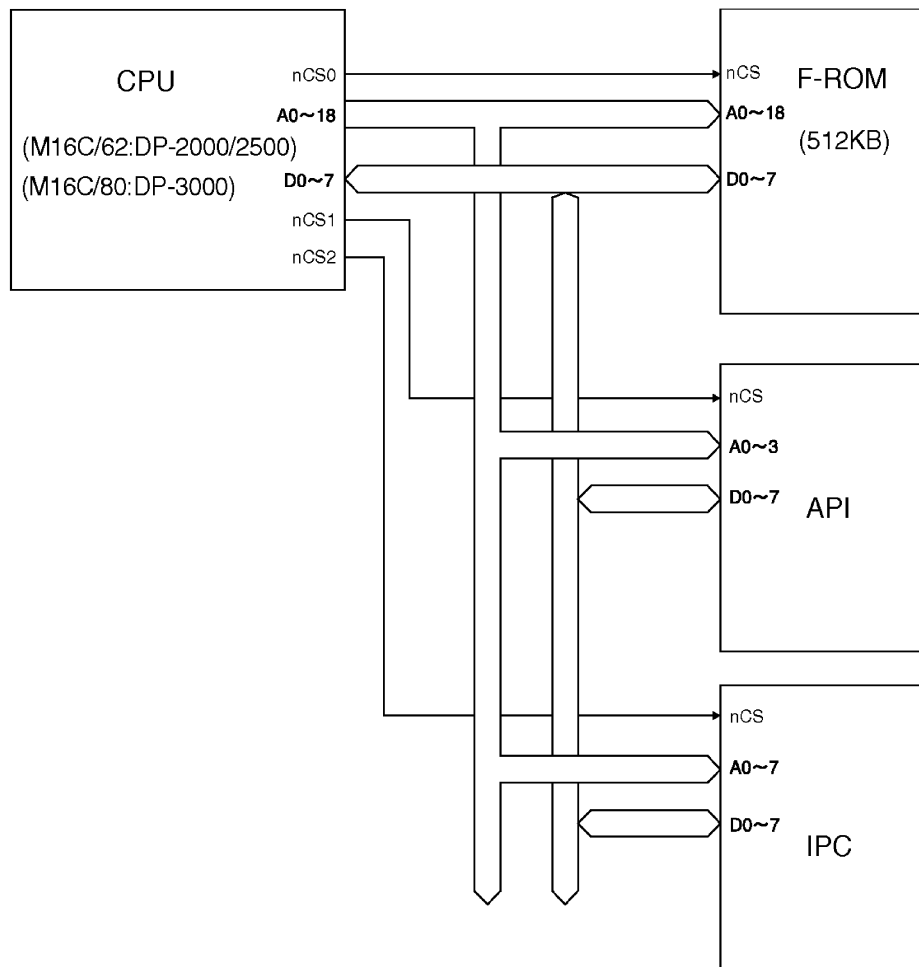 CPU
(M16C/62:DP-2000/2500)
(M16C/80:DP-3000)
nCS0
A0~18
D0~7
nCS1
nCS2
nCS
F-ROM
A0~18
(512KB)
D0~7
nCS
A0~3
D0~7
API
nCS
A0~7
D0~7
IPC